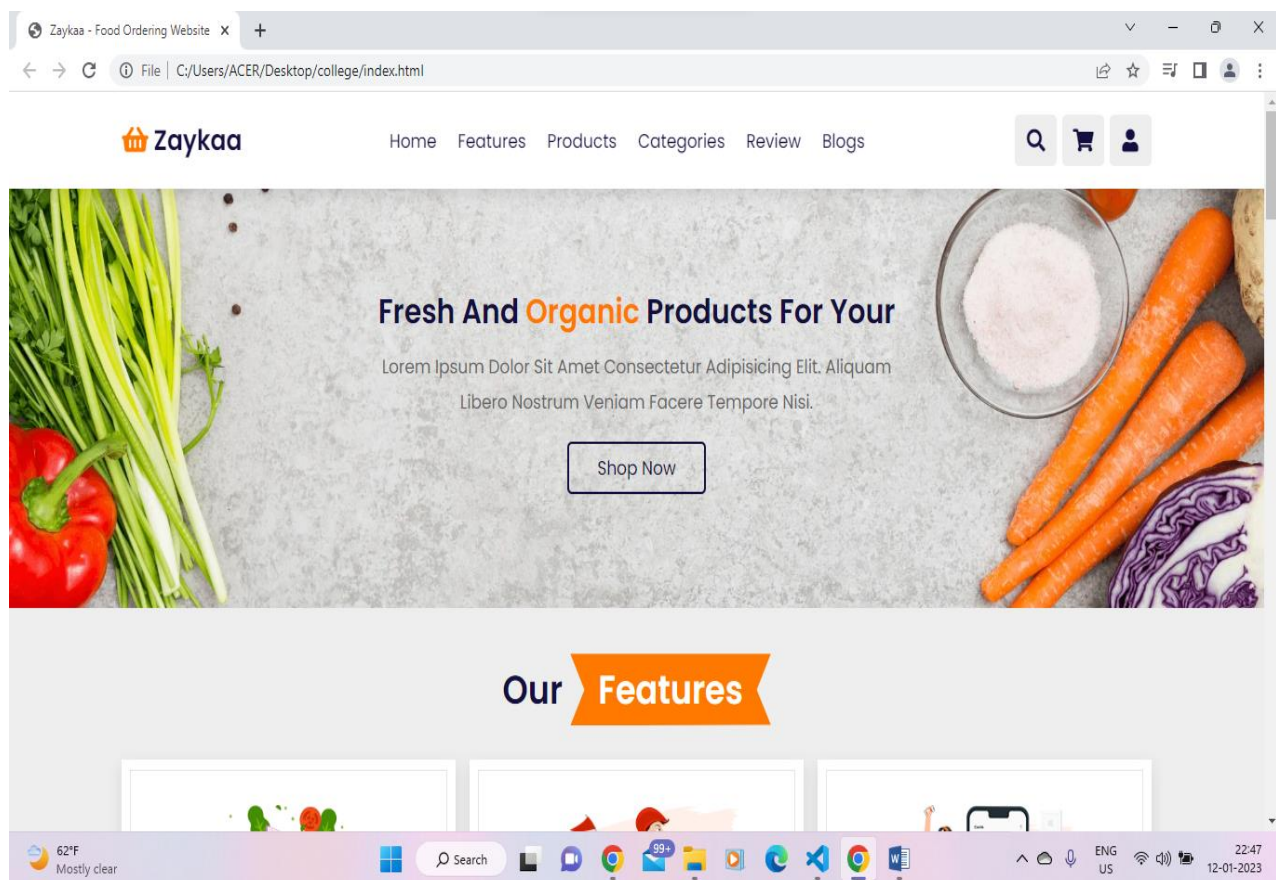 Zaykaa - Food Ordering Website
File | C:/Users/ACER/Desktop/college/index.html
Zaykaa
Home Features Products Categories Review Blogs
Fresh And Organic Products For Your
Lorem Ipsum Dolor Sit Amet Consectetur Adipisicing Elit. Aliquam
Libero Nostrum Veniam Facere Tempore Nisi.
Shop Now
Our Features
62°F
Mostly clear
Search
99+
ENG
US
22:47
12-01-2023